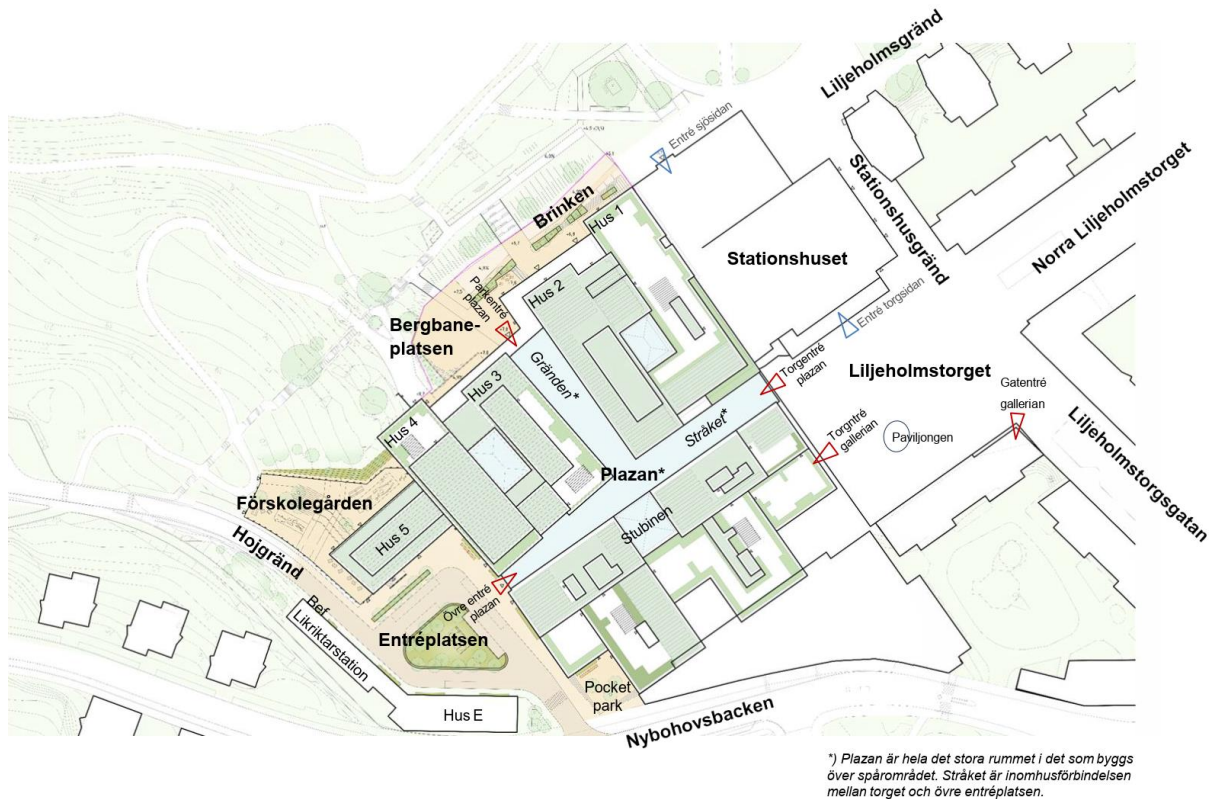 Liljeholmsgränd
Entré sjösidan
Stationshusgränd
Norra Liljeholmstorget
Brinken
Hus 1
Stationshuset
Hus 2
Parkentré
plazan
Entré torgsidan
Bergbane-
platsen
Gränden*
Torgentré
plazan
Liljeholmstorget
Gatentré
gallerian
Hus 3
Stråket*
Torgntré
gallerian
Paviljongen
Liljeholmstorgsgatan
Hus 4
Plazan*
Förskolegården
Stubinen
Hojgränd
Hus 5
Övre entré
plazan
Bef
Likriktarstation
Entréplatsen
Pocket
park
Hus E
Nybohovsbacken
*) Plazan är hela det stora rummet i det som byggs
över spårområdet. Stråket är inomhusförbindelsen
mellan torget och övre entréplatsen.